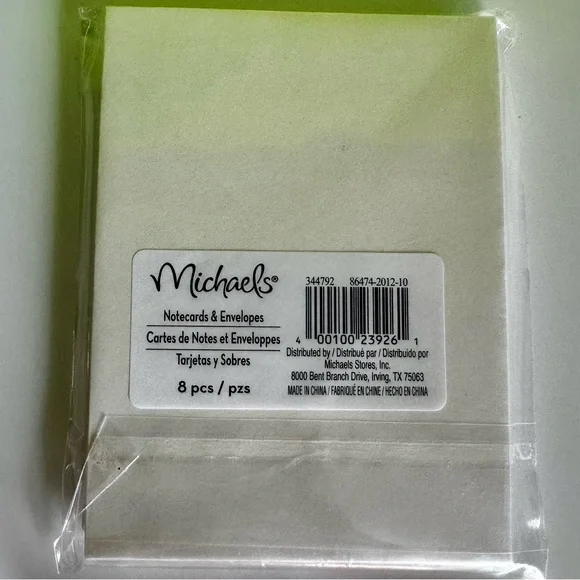 Michaels®
Notecards & Envelopes
Cartes de Notes et Enveloppes
Tarjetas y Sobres
8 pcs / pzs
344792 86474-2012-10
4 00100 23926 1
Distributed by / Distribué par / Distribuido por
Michaels Stores, Inc.
8000 Bent Branch Drive, Irving, TX 75063
MADE IN CHINA / FABRIQUÉ EN CHINE / HECHO EN CHINA